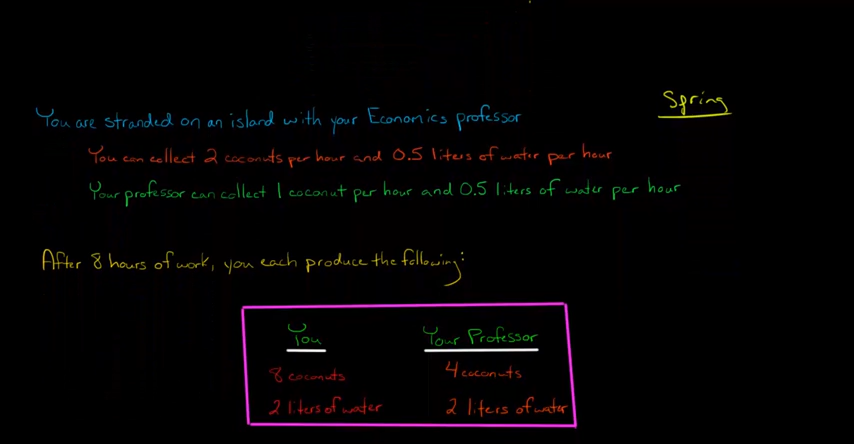 Spring
You are stranded on an island with your Economics professor
You can collect 2 coconuts per hour and 0.5 liters of water per hour
Your professor can collect 1 coconut per hour and 0.5 liters of water per hour
After 8 hours of work, you each produce the following:
You Your Professor
8 coconuts 4 coconuts
2 liters of water 2 liters of water